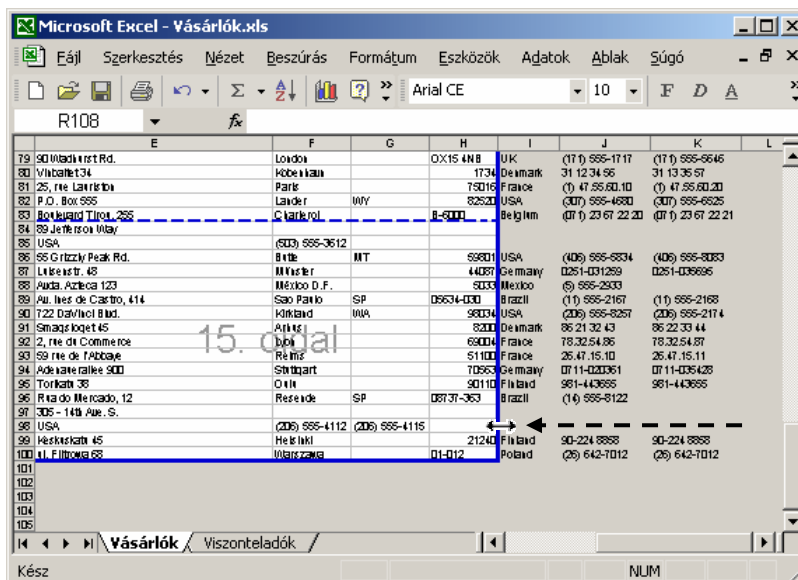 Microsoft Excel - Vásárlók.xls
Fájl Szerkesztés Nézet Beszúrás Formátum Eszközök Adatok Ablak Súgó
Arial CE 10 F D A
R108 fx
E F G H I J K L
79 90 Wadhurst Rd. London OX15 4NB UK (171) 555-1717 (171) 555-5646
80 Vinbæltet 34 København 1734 Denmark 31 12 34 56 31 13 35 57
81 25, rue Lauriston Paris 75016 France (1) 47.55.60.10 (1) 47.55.60.20
82 P.O. Box 555 Lander WY 82520 USA (307) 555-4680 (307) 555-6525
83 Boulevard Tirou, 255 Charleroi B-6000 Belgium (071) 23 67 22 20 (071) 23 67 22 21
84 89 Jefferson Way
85 USA (503) 555-3612
86 55 Grizzly Peak Rd. Butte MT 59801 USA (406) 555-5834 (406) 555-8083
87 Luisenstr. 48 Münster 44087 Germany 0251-031259 0251-035695
88 Avda. Azteca 123 México D.F. 5033 Mexico (5) 555-2933
89 Av. Ines de Castro, 414 Sao Paulo SP 05634-030 Brazil (11) 555-2167 (11) 555-2168
90 722 DaVinci Blvd. Kirkland WA 98034 USA (206) 555-8257 (206) 555-2174
91 Smagsloget 45 Århus 8200 Denmark 86 21 32 43 86 22 33 44
92 2, rue du Commerce Lyon 69004 France 78.32.54.86 78.32.54.87
15. oldal
93 59 rue de l'Abbaye Reims 51100 France 26.47.15.10 26.47.15.11
94 Adenauerallee 900 Stuttgart 70563 Germany 0711-020361 0711-035428
95 Torikatu 38 Oulu 90110 Finland 981-443655 981-443655
96 Rua do Mercado, 12 Resende SP 08737-363 Brazil (14) 555-8122
97 305 - 14th Ave. S.
98 USA (206) 555-4112 (206) 555-4115
99 Keskuskatu 45 Helsinki 21240 Finland 90-224 8858 90-224 8858
100 ul. Filtrowa 68 Warszawa 01-012 Poland (26) 642-7012 (26) 642-7012
101
102
103
104
105
Vásárlók Viszonteladók
Kész NUM